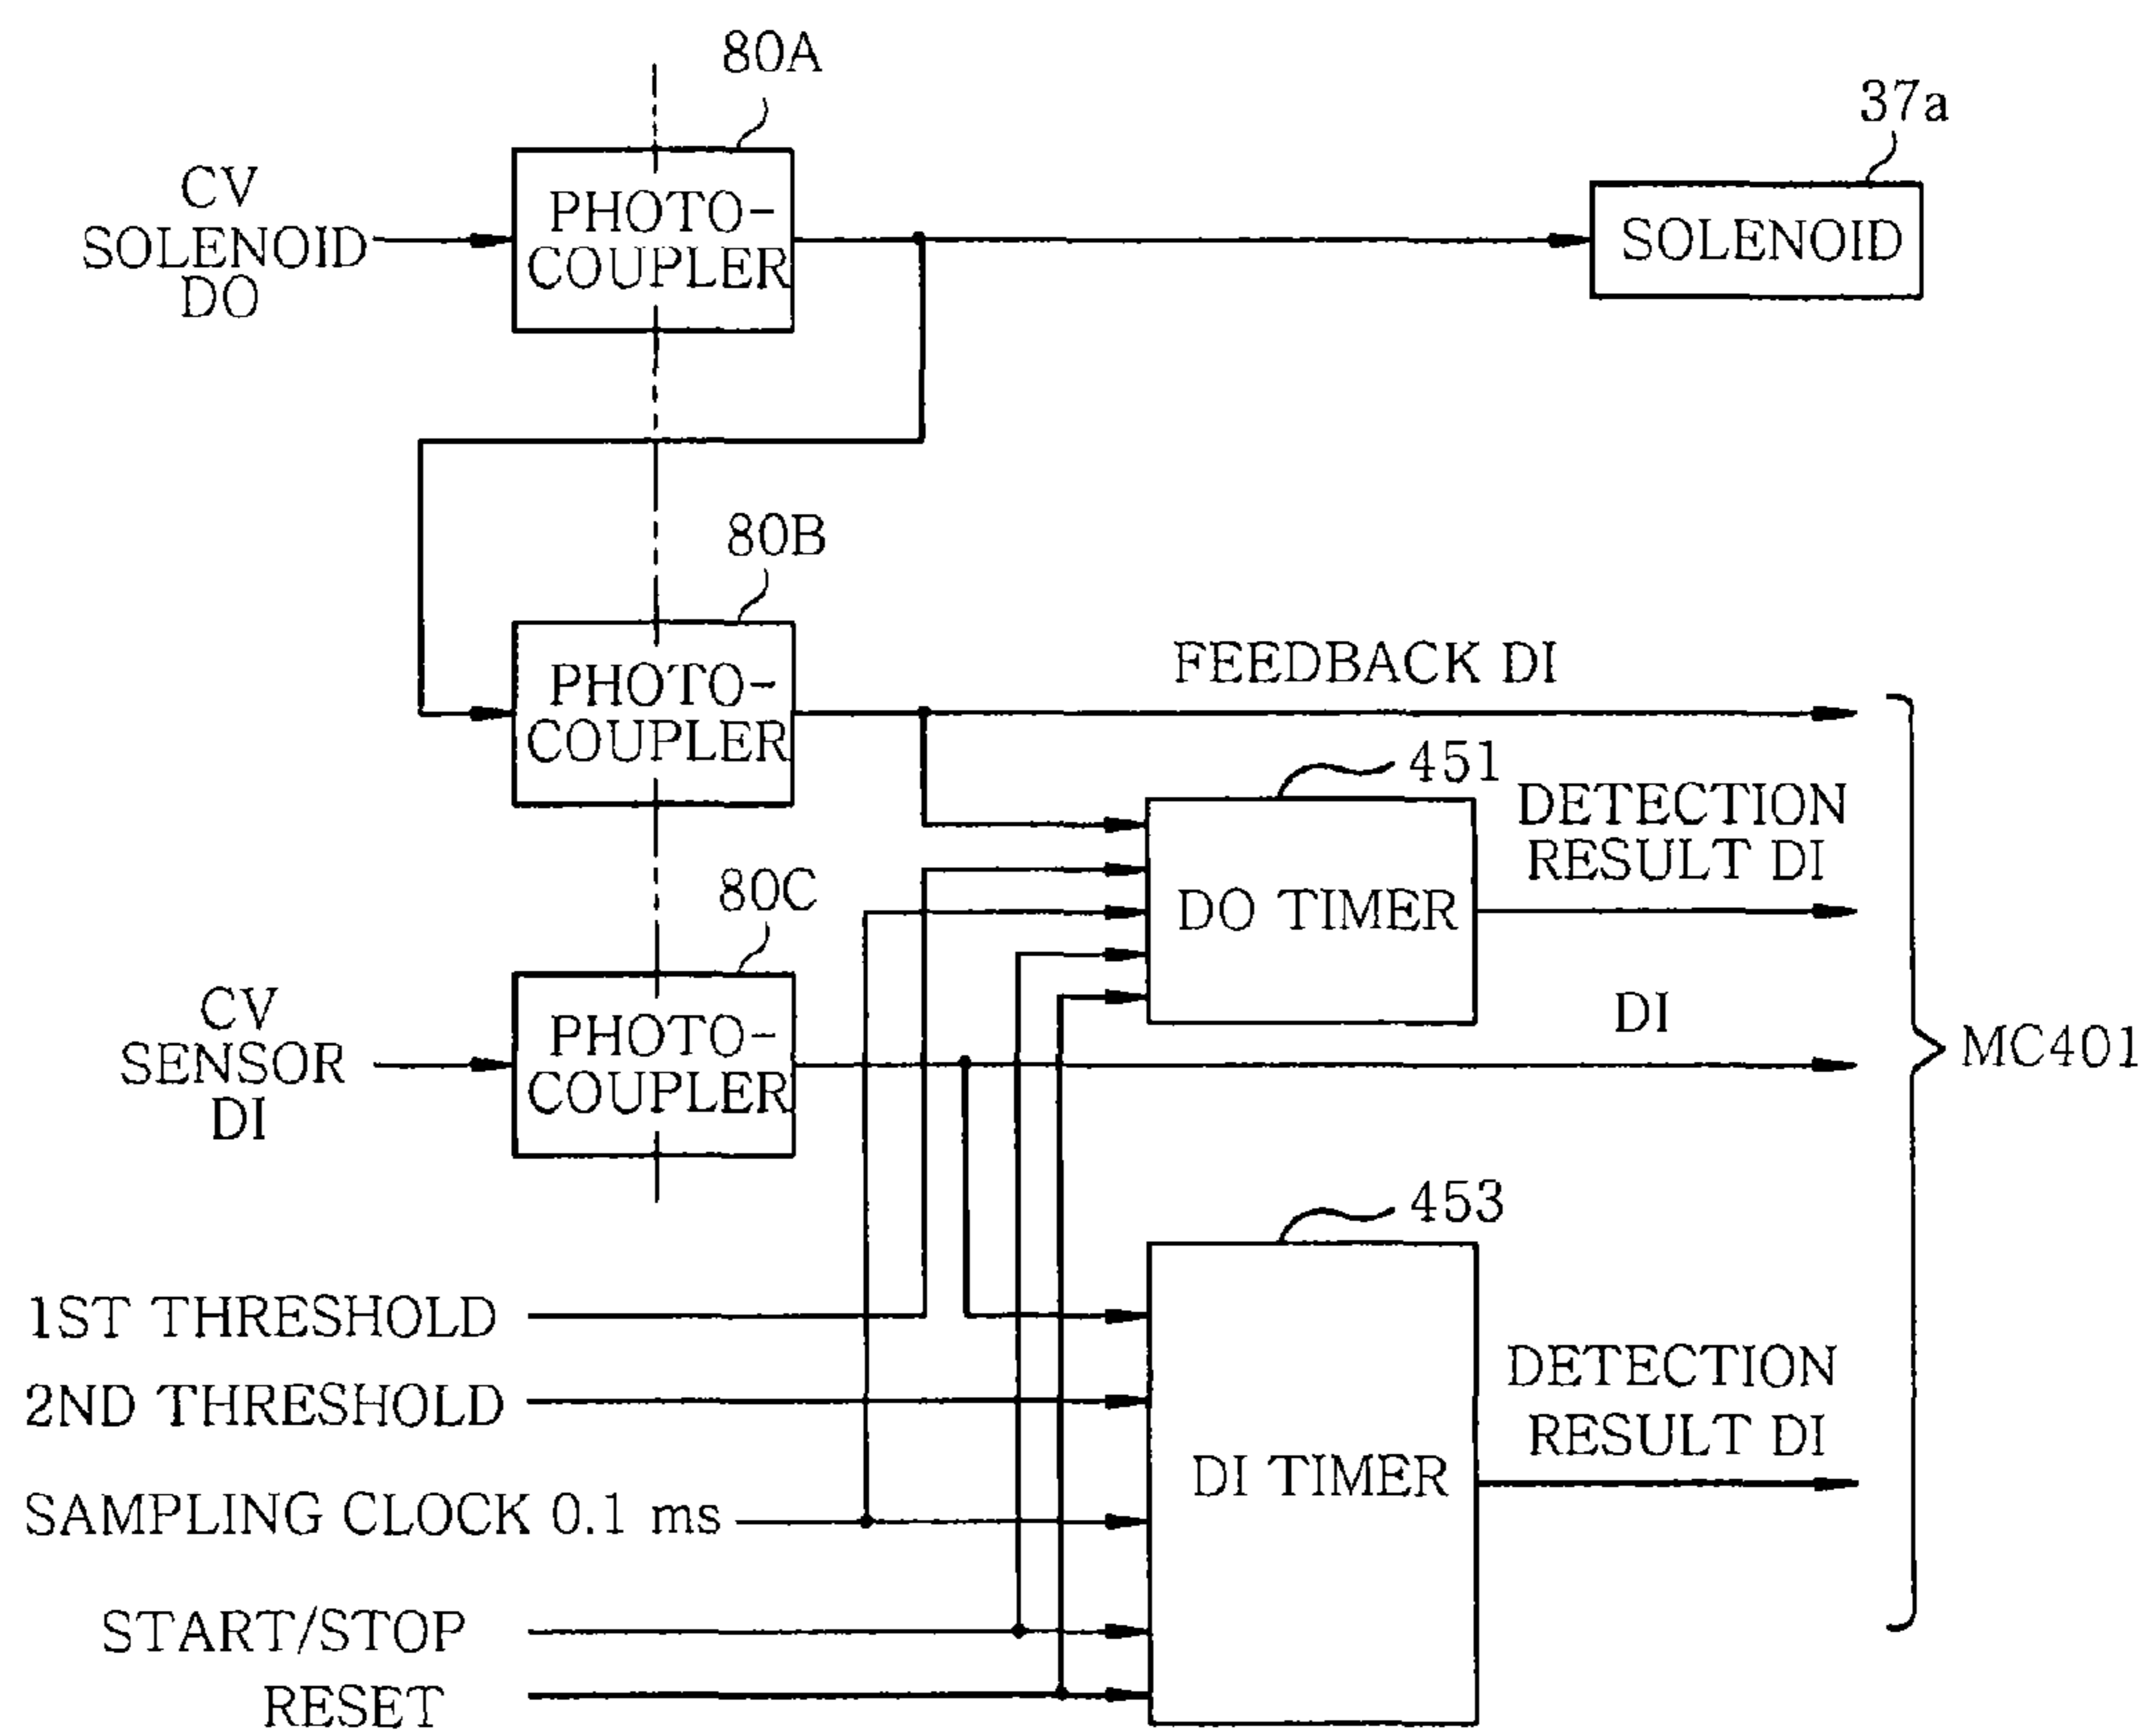 80A
37a
CV
SOLENOID
DO
PHOTO-
COUPLER
SOLENOID
80B
PHOTO-
COUPLER
FEEDBACK DI
451
DETECTION
RESULT DI
DO TIMER
80C
CV
SENSOR
DI
PHOTO-
COUPLER
DI
MC401
453
1ST THRESHOLD
2ND THRESHOLD
SAMPLING CLOCK 0.1 ms
START/STOP
RESET
DI TIMER
DETECTION
RESULT DI